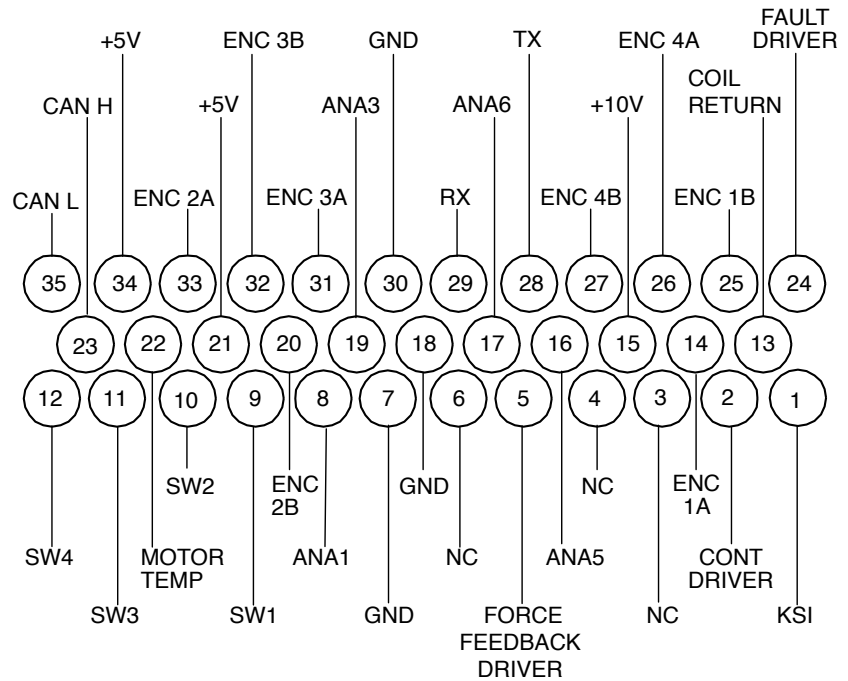 FAULT
+5V ENC 3B GND TX ENC 4A DRIVER
COIL
CAN H +5V ANA3 ANA6 +10V RETURN
CAN L ENC 2A ENC 3A RX ENC 4B ENC 1B
35 34 33 32 31 30 29 28 27 26 25 24
23 22 21 20 19 18 17 16 15 14 13
12 11 10 9 8 7 6 5 4 3 2 1
SW2 ENC GND NC ENC
2B 1A
SW4 MOTOR ANA1 NC ANA5 CONT
TEMP DRIVER
SW3 SW1 GND FORCE NC KSI
FEEDBACK
DRIVER